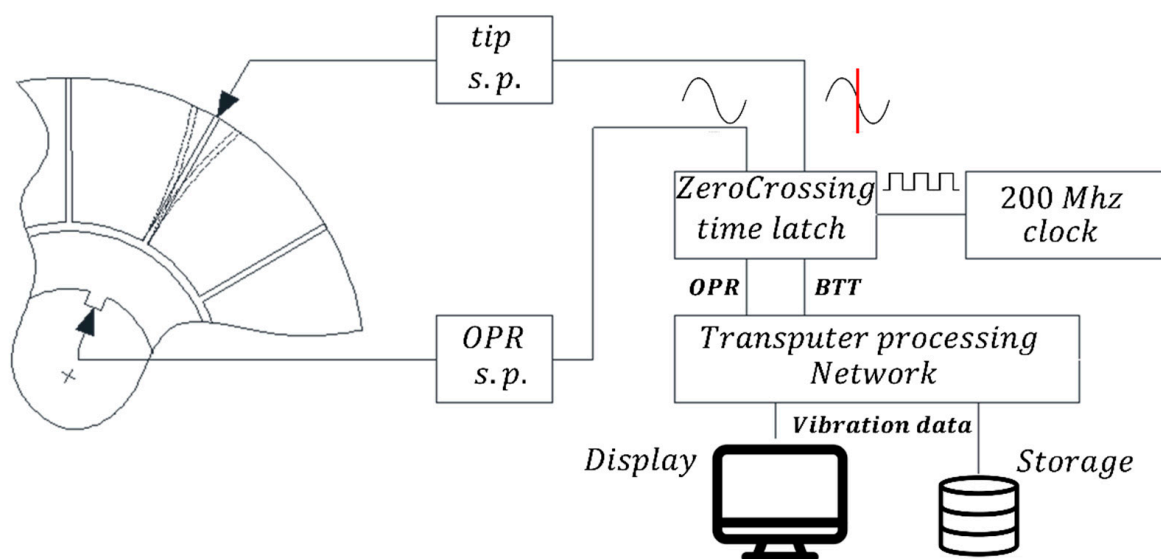 tip
s.p.
ZeroCrossing
time latch
200 Mhz
clock
OPR
BTT
OPR
s.p.
Transputer processing
Network
Vibration data
Display
Storage